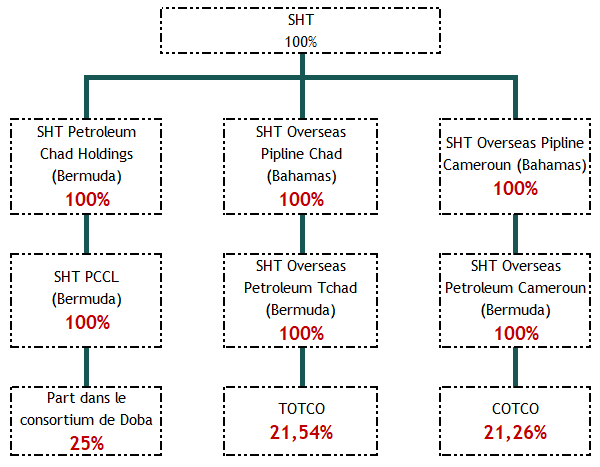 SHT
100%
SHT Petroleum
Chad Holdings
(Bermuda)
100%
SHT Overseas
Pipline Chad
(Bahamas)
100%
SHT Overseas Pipline
Cameroun (Bahamas)
100%
SHT PCCL
(Bermuda)
100%
SHT Overseas
Petroleum Tchad
(Bermuda)
100%
SHT Overseas
Petroleum Cameroun
(Bermuda)
100%
Part dans le
consortium de Doba
25%
TOTCO
21,54%
COTCO
21,26%